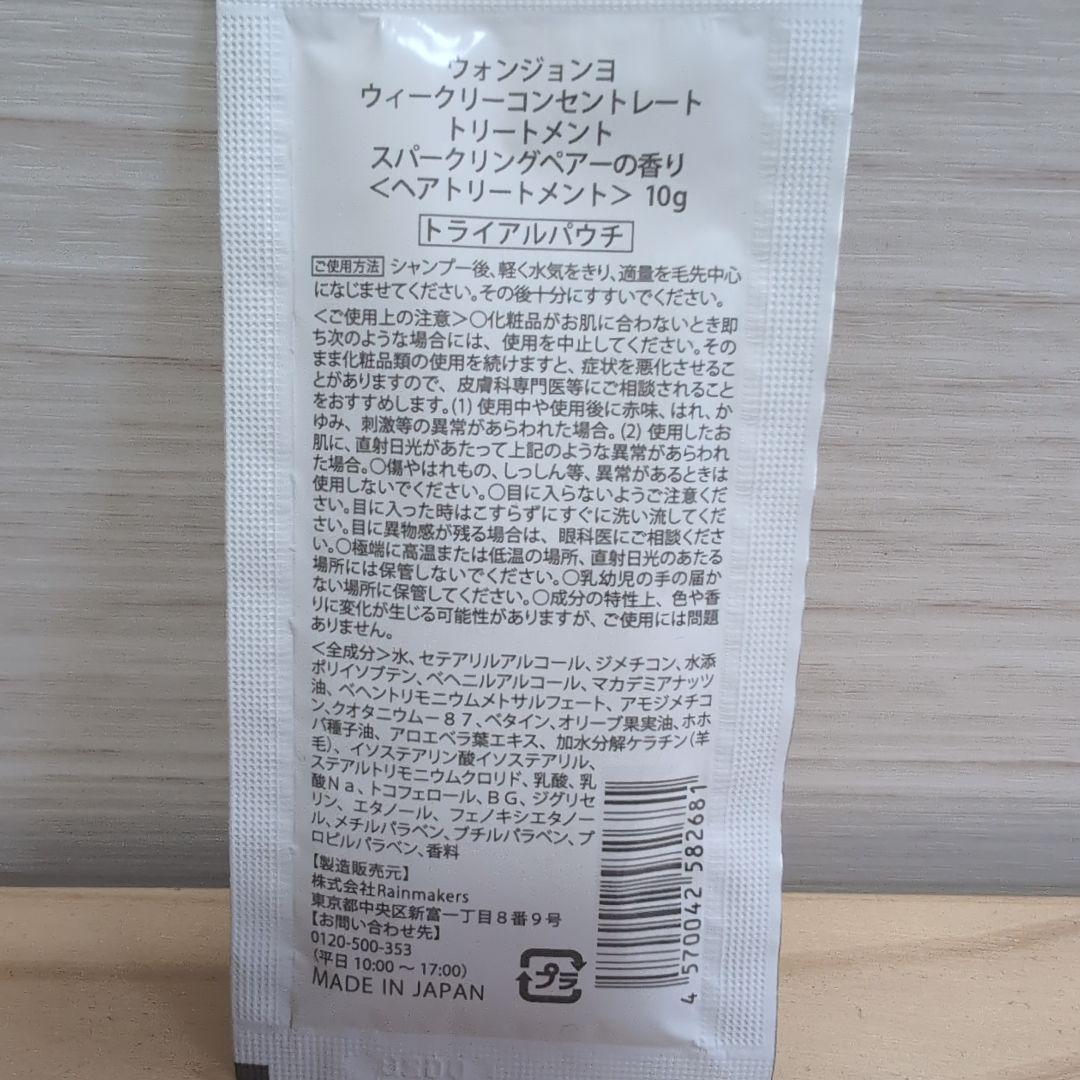 ウォンジョンヨ
ウィークリーコンセントレート
トリートメント
スパークリングペアーの香り
＜ヘアトリートメント＞ 10g
トライアルパウチ
ご使用方法 シャンプー後、軽く水気をきり、適量を毛先中心
になじませてください。その後十分にすすいでください。
＜ご使用上の注意＞○化粧品がお肌に合わないとき即
ち次のような場合には、使用を中止してください。その
まま化粧品類の使用を続けますと、症状を悪化させるこ
とがありますので、皮膚科専門医等にご相談されること
をおすすめします。(1) 使用中や使用後に赤味、はれ、か
ゆみ、刺激等の異常があらわれた場合。(2) 使用したお
肌に、直射日光があたって上記のような異常があらわれ
た場合。○傷やはれもの、しっしん等、異常があるときは
使用しないでください。○目に入らないようご注意くだ
さい。目に入った時はこすらずにすぐに洗い流してくだ
さい。目に異物感が残る場合は、眼科医にご相談くださ
い。○極端に高温または低温の場所、直射日光のあたる
場所には保管しないでください。○乳幼児の手の届か
ない場所に保管してください。○成分の特性上、色や香
りに変化が生じる可能性がありますが、ご使用には問題
ありません。
＜全成分＞水、セテアリルアルコール、ジメチコン、水添
ポリイソブテン、ベヘニルアルコール、マカデミアナッツ
油、ベヘントリモニウムメトサルフェート、アモジメチコ
ン、クオタニウム－８７、ベタイン、オリーブ果実油、ホホ
バ種子油、アロエベラ葉エキス、加水分解ケラチン（羊
毛）、イソステアリン酸イソステアリル、
ステアルトリモニウムクロリド、乳酸、乳
酸Ｎａ、トコフェロール、ＢＧ、ジグリセ
リン、エタノール、フェノキシエタノー
ル、メチルパラベン、ブチルパラベン、プ
ロピルパラベン、香料
【製造販売元】
株式会社Rainmakers
東京都中央区新富一丁目８番９号
【お問い合わせ先】
0120-500-353
（平日 10:00 ～ 17:00）
MADE IN JAPAN
プラ
4 570042 582681